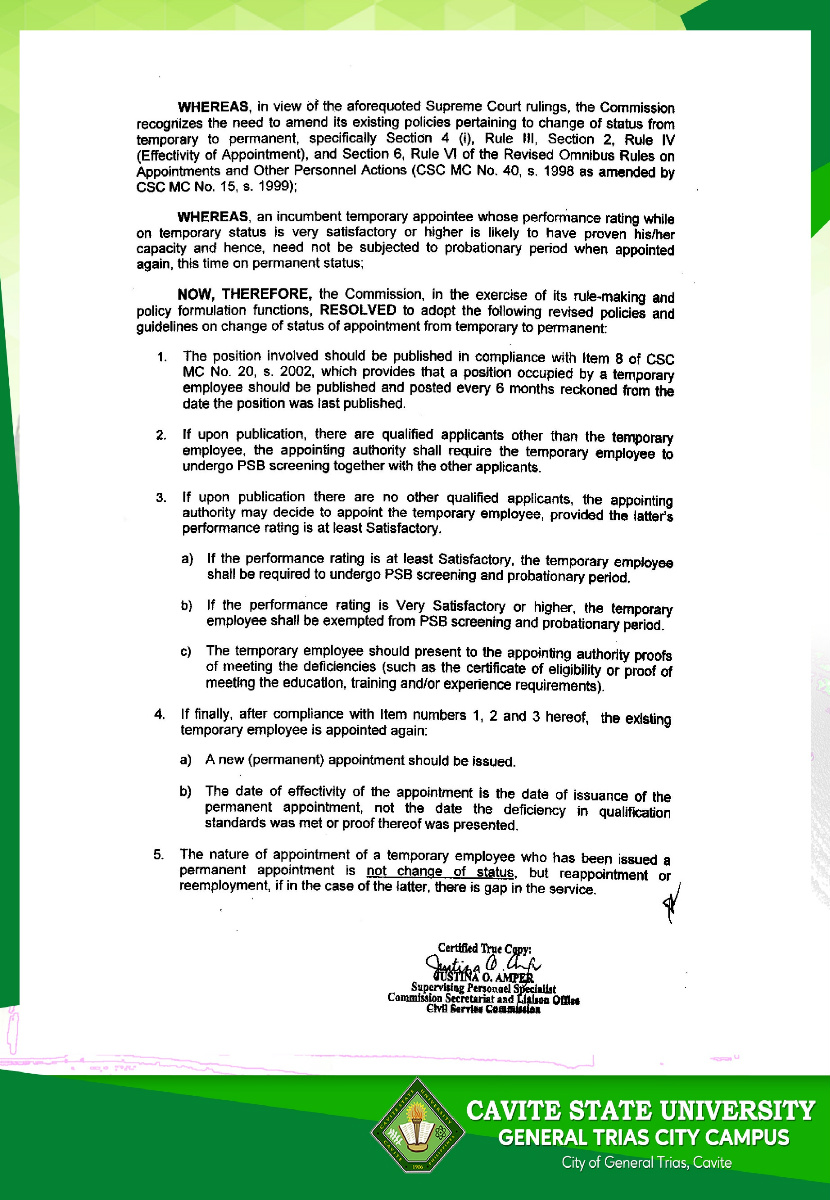 WHEREAS, in view of the aforequoted Supreme Court rulings, the Commission
recognizes the need to amend its existing policies pertaining to change of status from
temporary to permanent, specifically Section 4 (i), Rule III, Section 2, Rule IV
(Effectivity of Appointment), and Section 6, Rule VI of the Revised Omnibus Rules on
Appointments and Other Personnel Actions (CSC MC No. 40, s. 1998 as amended by
CSC MC No. 15, s. 1999);
WHEREAS, an incumbent temporary appointee whose performance rating while
on temporary status is very satisfactory or higher is likely to have proven his/her
capacity and hence, need not be subjected to probationary period when appointed
again, this time on permanent status;
NOW, THEREFORE, the Commission, in the exercise of its rule-making and
policy formulation functions, RESOLVED to adopt the following revised policies and
guidelines on change of status of appointment from temporary to permanent:
1. The position involved should be published in compliance with Item 8 of CSC
MC No. 20, s. 2002, which provides that a position occupied by a temporary
employee should be published and posted every 6 months reckoned from the
date the position was last published.
2. If upon publication, there are qualified applicants other than the temporary
employee, the appointing authority shall require the temporary employee to
undergo PSB screening together with the other applicants.
3. If upon publication there are no other qualified applicants, the appointing
authority may decide to appoint the temporary employee, provided the latter's
performance rating is at least Satisfactory.
a) If the performance rating is at least Satisfactory, the temporary employee
shall be required to undergo PSB screening and probationary period.
b) If the performance rating is Very Satisfactory or higher, the temporary
employee shall be exempted from PSB screening and probationary period.
c) The temporary employee should present to the appointing authority proofs
of meeting the deficiencies (such as the certificate of eligibility or proof of
meeting the education, training and/or experience requirements).
4. If finally, after compliance with Item numbers 1, 2 and 3 hereof, the existing
temporary employee is appointed again:
a) A new (permanent) appointment should be issued.
b) The date of effectivity of the appointment is the date of issuance of the
permanent appointment, not the date the deficiency in qualification
standards was met or proof thereof was presented.
5. The nature of appointment of a temporary employee who has been issued a
permanent appointment is not change of status, but reappointment or
reemployment, if in the case of the latter, there is gap in the service.
Certified True Copy:
JUSTINA O. AMPER
Supervising Personnel Specialist
Commission Secretariat and Liaison Office
Civil Service Commission
CAVITE STATE UNIVERSITY
GENERAL TRIAS CITY CAMPUS
City of General Trias, Cavite
1906